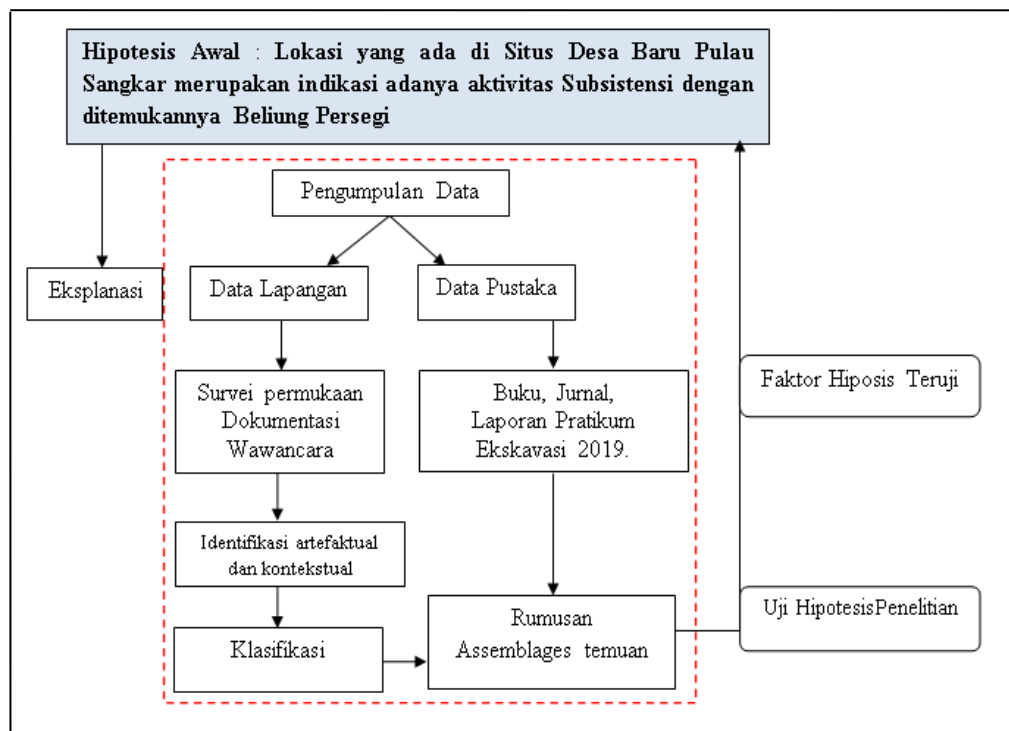 Hipotesis Awal : Lokasi yang ada di Situs Desa Baru Pulau
Sangkar merupakan indikasi adanya aktivitas Subsistensi dengan
ditemukannya Beliung Persegi
Pengumpulan Data
Eksplanasi
Data Lapangan
Data Pustaka
Survei permukaan
Dokumentasi
Wawancara
Buku, Jurnal,
Laporan Pratikum
Ekskavasi 2019.
Faktor Hiposis Teruji
Identifikasi artefaktual
dan kontekstual
Klasifikasi
Rumusan
Assemblages temuan
Uji HipotesisPenelitian